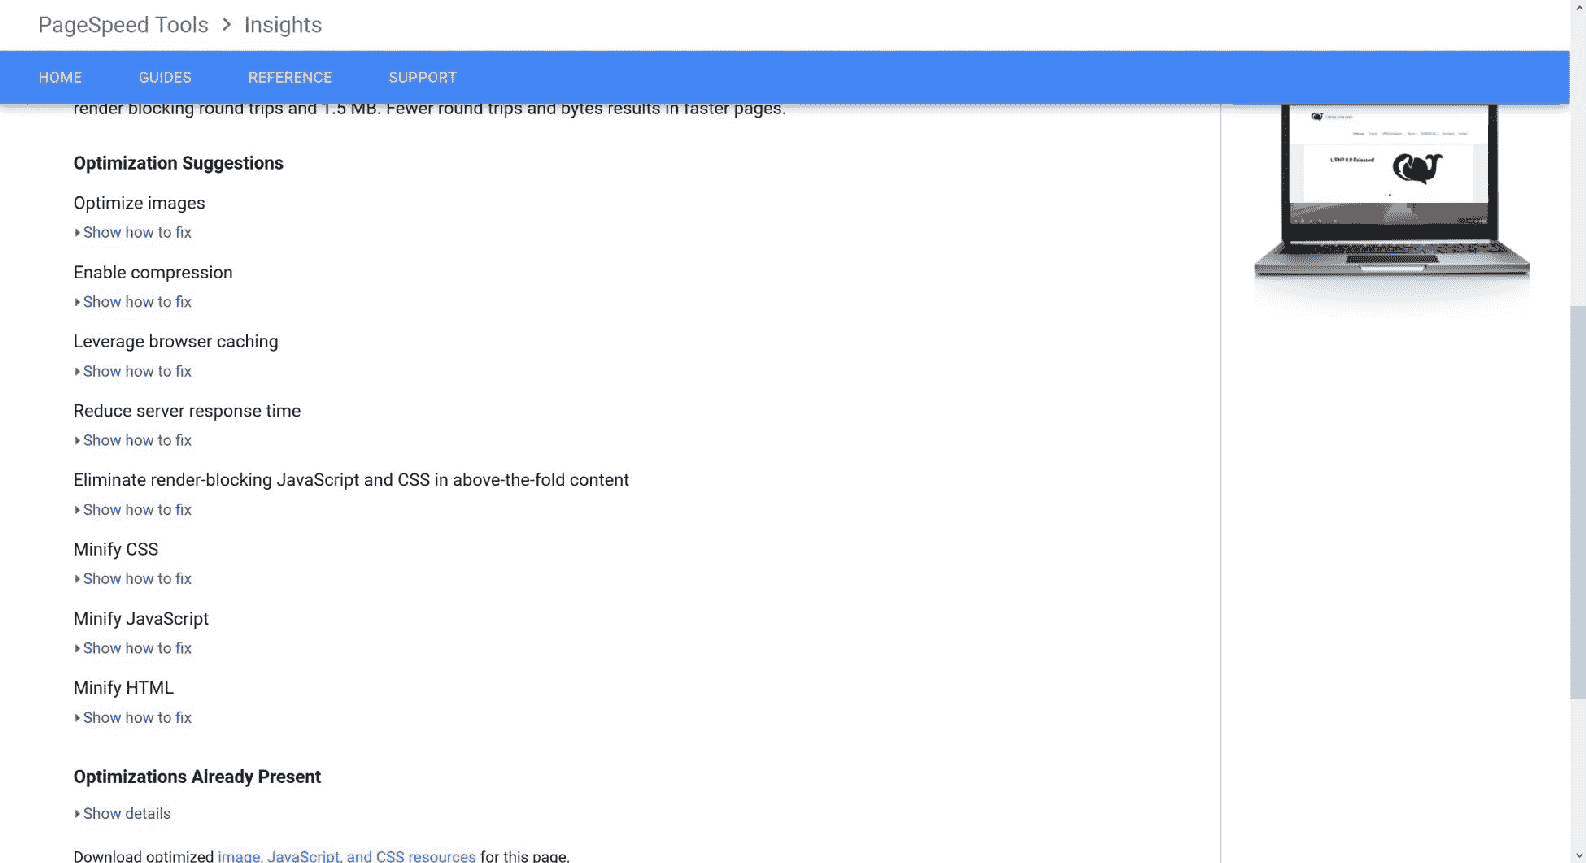 PageSpeed Tools > Insights
HOME GUIDES REFERENCE SUPPORT
render blocking round trips and 1.5 MB. Fewer round trips and bytes results in faster pages.
Optimization Suggestions
Optimize images
Show how to fix
Enable compression
Show how to fix
Leverage browser caching
Show how to fix
Reduce server response time
Show how to fix
Eliminate render-blocking JavaScript and CSS in above-the-fold content
Show how to fix
Minify CSS
Show how to fix
Minify JavaScript
Show how to fix
Minify HTML
Show how to fix
Optimizations Already Present
Show details
Download optimized image, JavaScript, and CSS resources for this page.